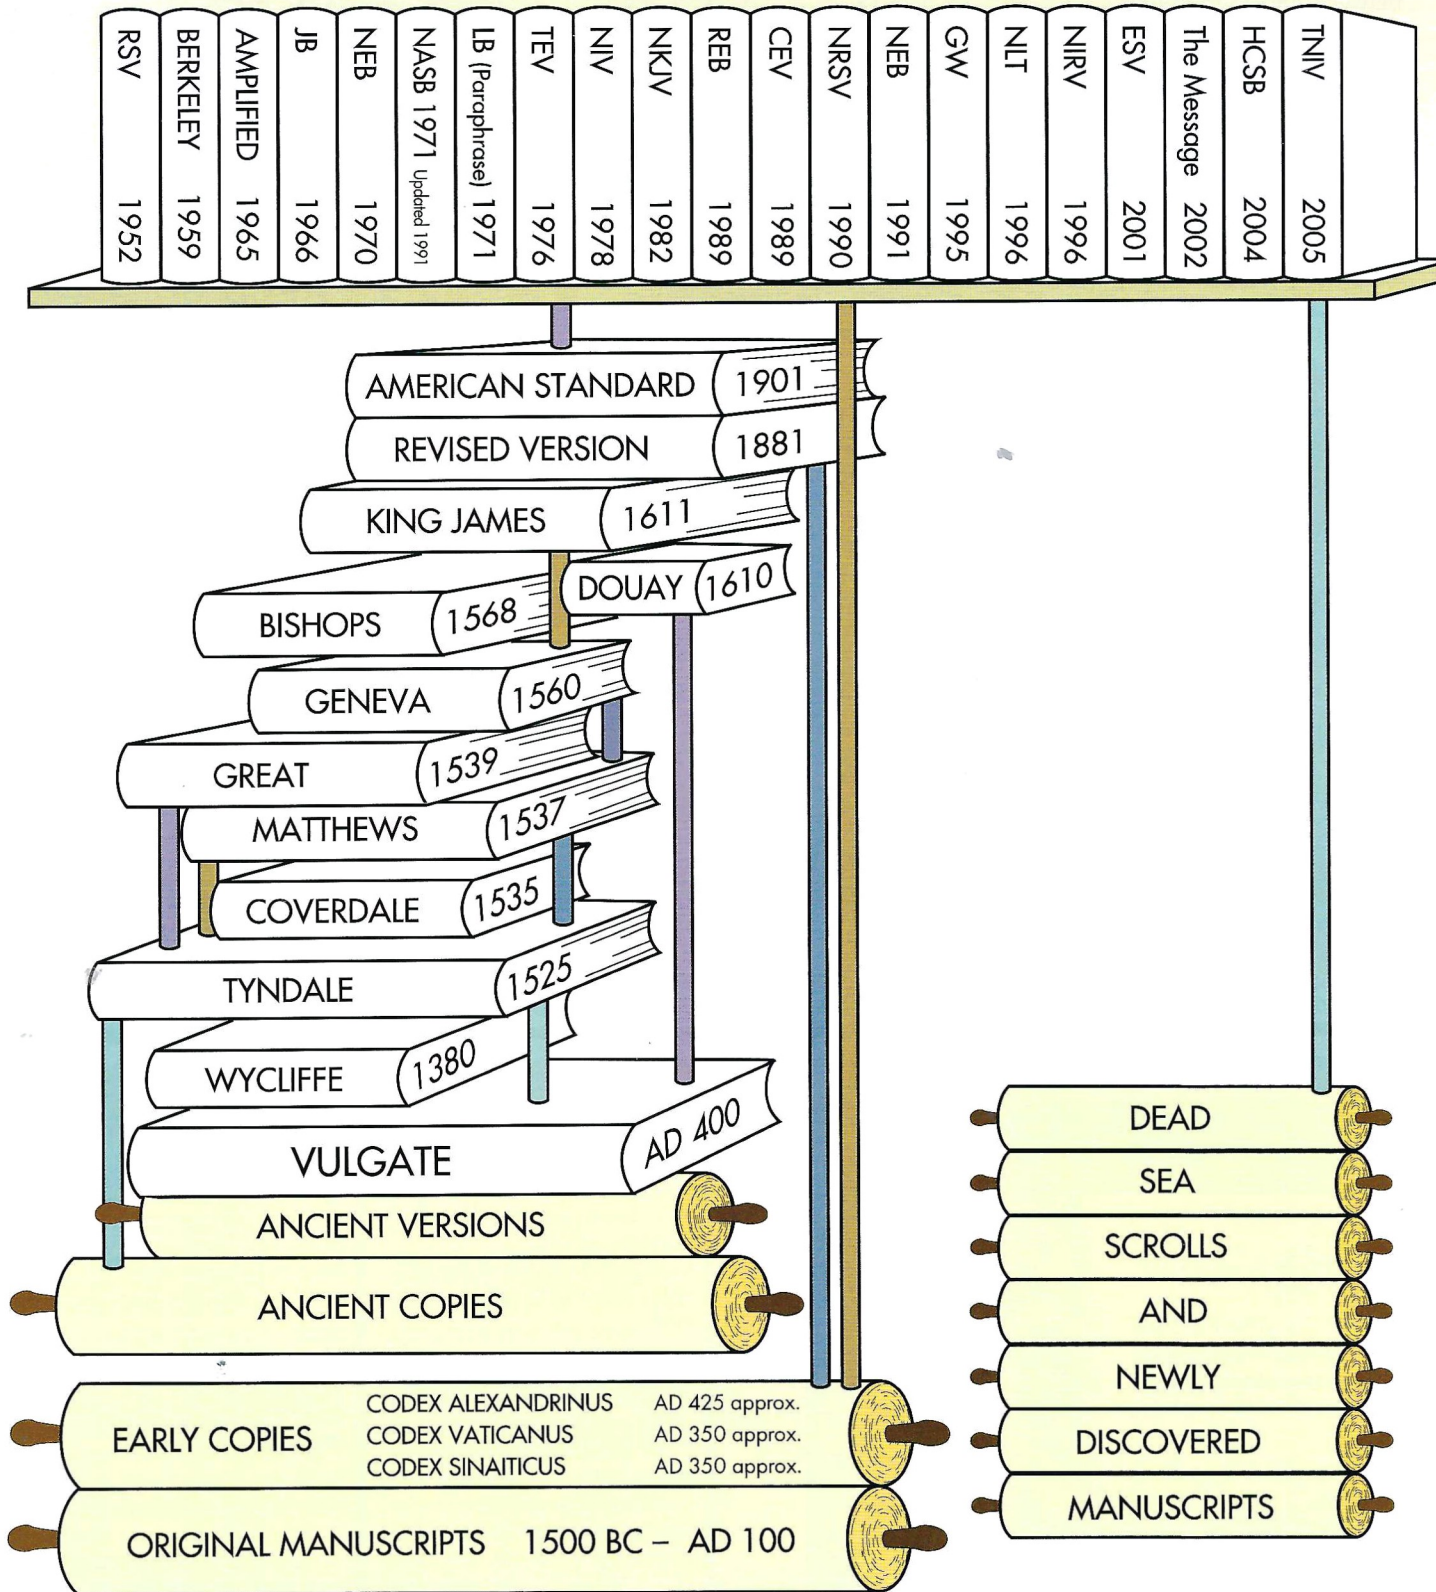 RSV 1952
BERKELEY 1959
AMPLIFIED 1965
JB 1966
NEB 1970
NASB 1971 Updated 1991
LB (Paraphrase) 1971
TEV 1976
NIV 1978
NKJV 1982
REB 1989
CEV 1989
NRSV 1990
NEB 1991
GW 1995
NLT 1996
NIRV 1996
ESV 2001
The Message 2002
HCSB 2004
TNIV 2005
AMERICAN STANDARD 1901
REVISED VERSION 1881
KING JAMES 1611
DOUAY 1610
BISHOPS 1568
GENEVA 1560
GREAT 1539
MATTHEWS 1537
COVERDALE 1535
TYNDALE 1525
WYCLIFFE 1380
VULGATE AD 400
ANCIENT VERSIONS
ANCIENT COPIES
EARLY COPIES
CODEX ALEXANDRINUS AD 425 approx.
CODEX VATICANUS AD 350 approx.
CODEX SINAITICUS AD 350 approx.
ORIGINAL MANUSCRIPTS 1500 BC – AD 100
DEAD
SEA
SCROLLS
AND
NEWLY
DISCOVERED
MANUSCRIPTS